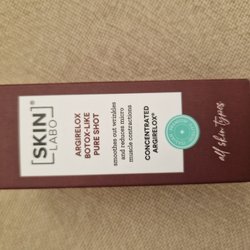 [SKIN]®
LABO
ARGIRELOX
BOTOX-LIKE
PURE SHOT
smoothes out wrinkles
and reduces micro
muscle contractions
CONCENTRATED
ARGIRELOX®
all skin types